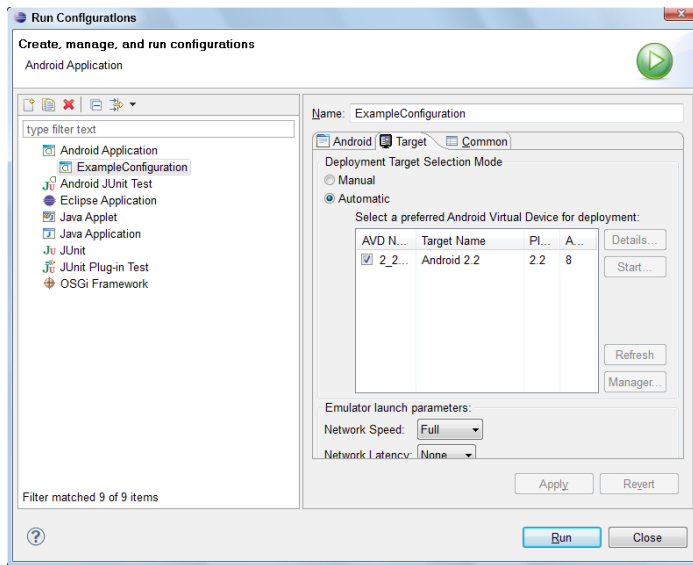 Run Configurations
Create, manage, and run configurations
Android Application
type filter text
Android Application
ExampleConfiguration
Android JUnit Test
Eclipse Application
Java Applet
Java Application
JUnit
JUnit Plug-in Test
OSGi Framework
Filter matched 9 of 9 items
Name: ExampleConfiguration
Android Target Common
Deployment Target Selection Mode
Manual
Automatic
Select a preferred Android Virtual Device for deployment:
AVD N... Target Name Pl... A...
2_2... Android 2.2 2.2 8
Details...
Start...
Refresh
Manager...
Emulator launch parameters:
Network Speed: Full
Network Latency: None
Apply Revert
Run Close